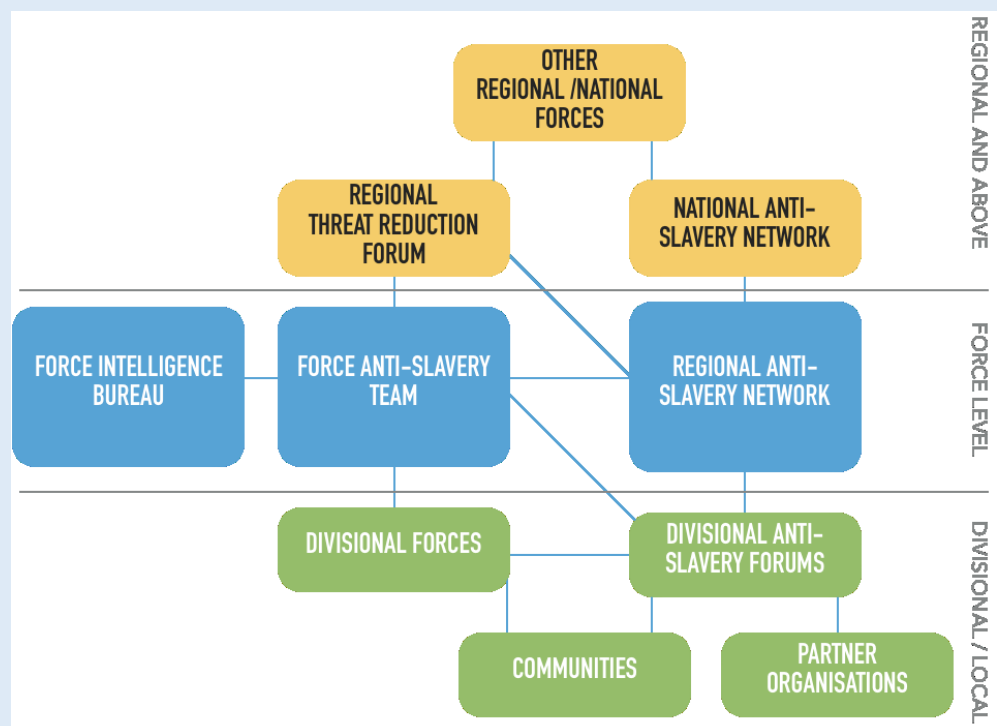 OTHER
REGIONAL /NATIONAL
FORCES
REGIONAL
THREAT REDUCTION
FORUM
NATIONAL ANTI-
SLAVERY NETWORK
REGIONAL AND ABOVE
FORCE INTELLIGENCE
BUREAU
FORCE ANTI-SLAVERY
TEAM
REGIONAL ANTI-
SLAVERY NETWORK
FORCE LEVEL
DIVISIONAL FORCES
DIVISIONAL ANTI-
SLAVERY FORUMS
COMMUNITIES
PARTNER
ORGANISATIONS
DIVISIONAL / LOCAL